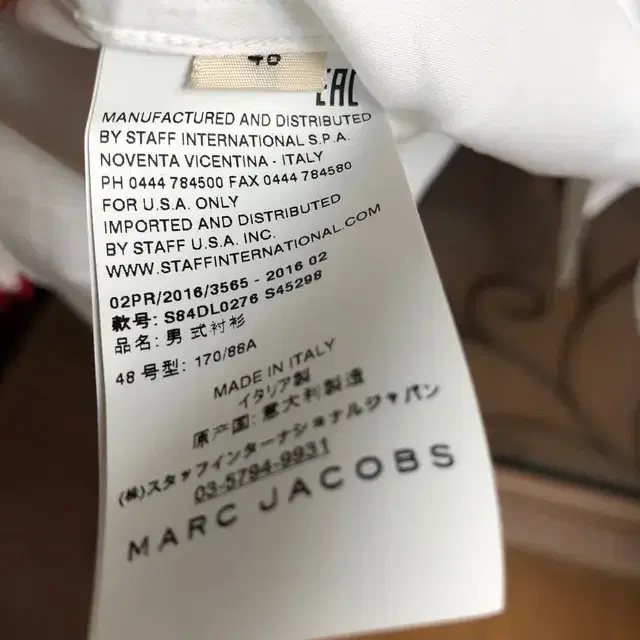 48
EAC
MANUFACTURED AND DISTRIBUTED
BY STAFF INTERNATIONAL S.P.A.
NOVENTA VICENTINA - ITALY
PH 0444 784500 FAX 0444 784580
FOR U.S.A. ONLY
IMPORTED AND DISTRIBUTED
BY STAFF U.S.A. INC.
WWW.STAFFINTERNATIONAL.COM
02PR/2016/3565 - 2016 02
款号: S84DL0276 S45298
品名: 男 式衬衫
48 号型: 170/88A
MADE IN ITALY
イタリア製
原产国: 意大利製造
(株)スタッフインターナショナルジャパン
03-5794-9931
MARC JACOBS